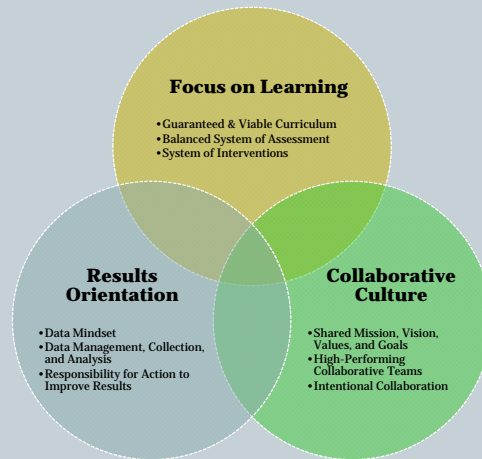 Focus on Learning
•Guaranteed & Viable Curriculum
•Balanced System of Assessment
•System of Interventions
Results
Orientation
•Data Mindset
•Data Management, Collection,
and Analysis
•Responsibility for Action to
Improve Results
Collaborative
Culture
•Shared Mission, Vision,
Values, and Goals
•High-Performing
Collaborative Teams
•Intentional Collaboration